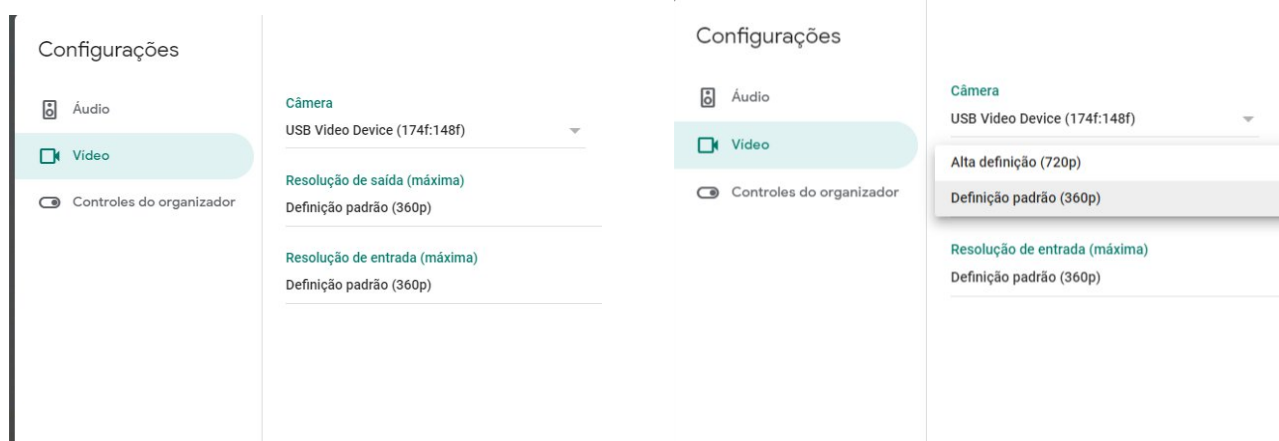 Configurações
Áudio
Vídeo
Controles do organizador
Câmera
USB Video Device (174f:148f)
Resolução de saída (máxima)
Definição padrão (360p)
Resolução de entrada (máxima)
Definição padrão (360p)
Configurações
Áudio
Vídeo
Controles do organizador
Câmera
USB Video Device (174f:148f)
Alta definição (720p)
Definição padrão (360p)
Resolução de entrada (máxima)
Definição padrão (360p)